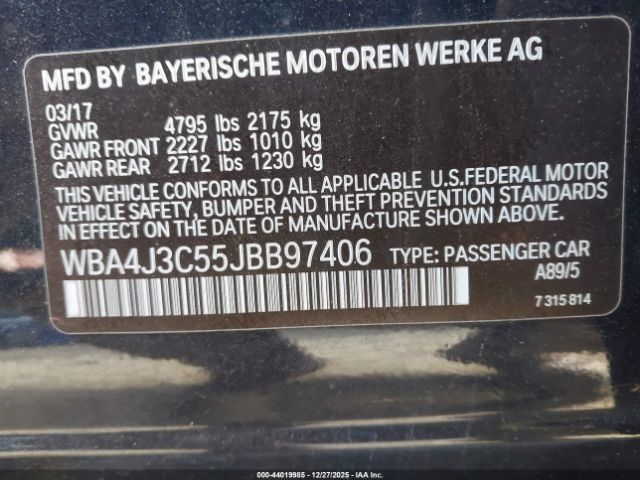 MFD BY BAYERISCHE MOTOREN WERKE AG
03/17
GVWR 4795 lbs 2175 kg
GAWR FRONT 2227 lbs 1010 kg
GAWR REAR 2712 lbs 1230 kg
THIS VEHICLE CONFORMS TO ALL APPLICABLE U.S.FEDERAL MOTOR
VEHICLE SAFETY, BUMPER AND THEFT PREVENTION STANDARDS
IN EFFECT ON THE DATE OF MANUFACTURE SHOWN ABOVE.
WBA4J3C55JBB97406 TYPE: PASSENGER CAR
A89/5
7 315 814
000-44019985 - 12/27/2025 - COPART.COM